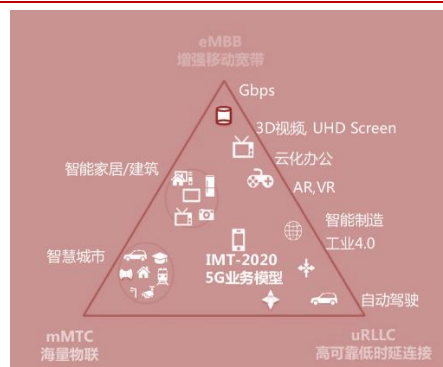 eMBB
增强移动宽带
Gbps
3D视频, UHD Screen
云化办公
智能家居/建筑
AR,VR
智能制造
工业4.0
智慧城市
IMT-2020
5G业务模型
自动驾驶
mMTC
海量物联
uRLLC
高可靠低时延连接